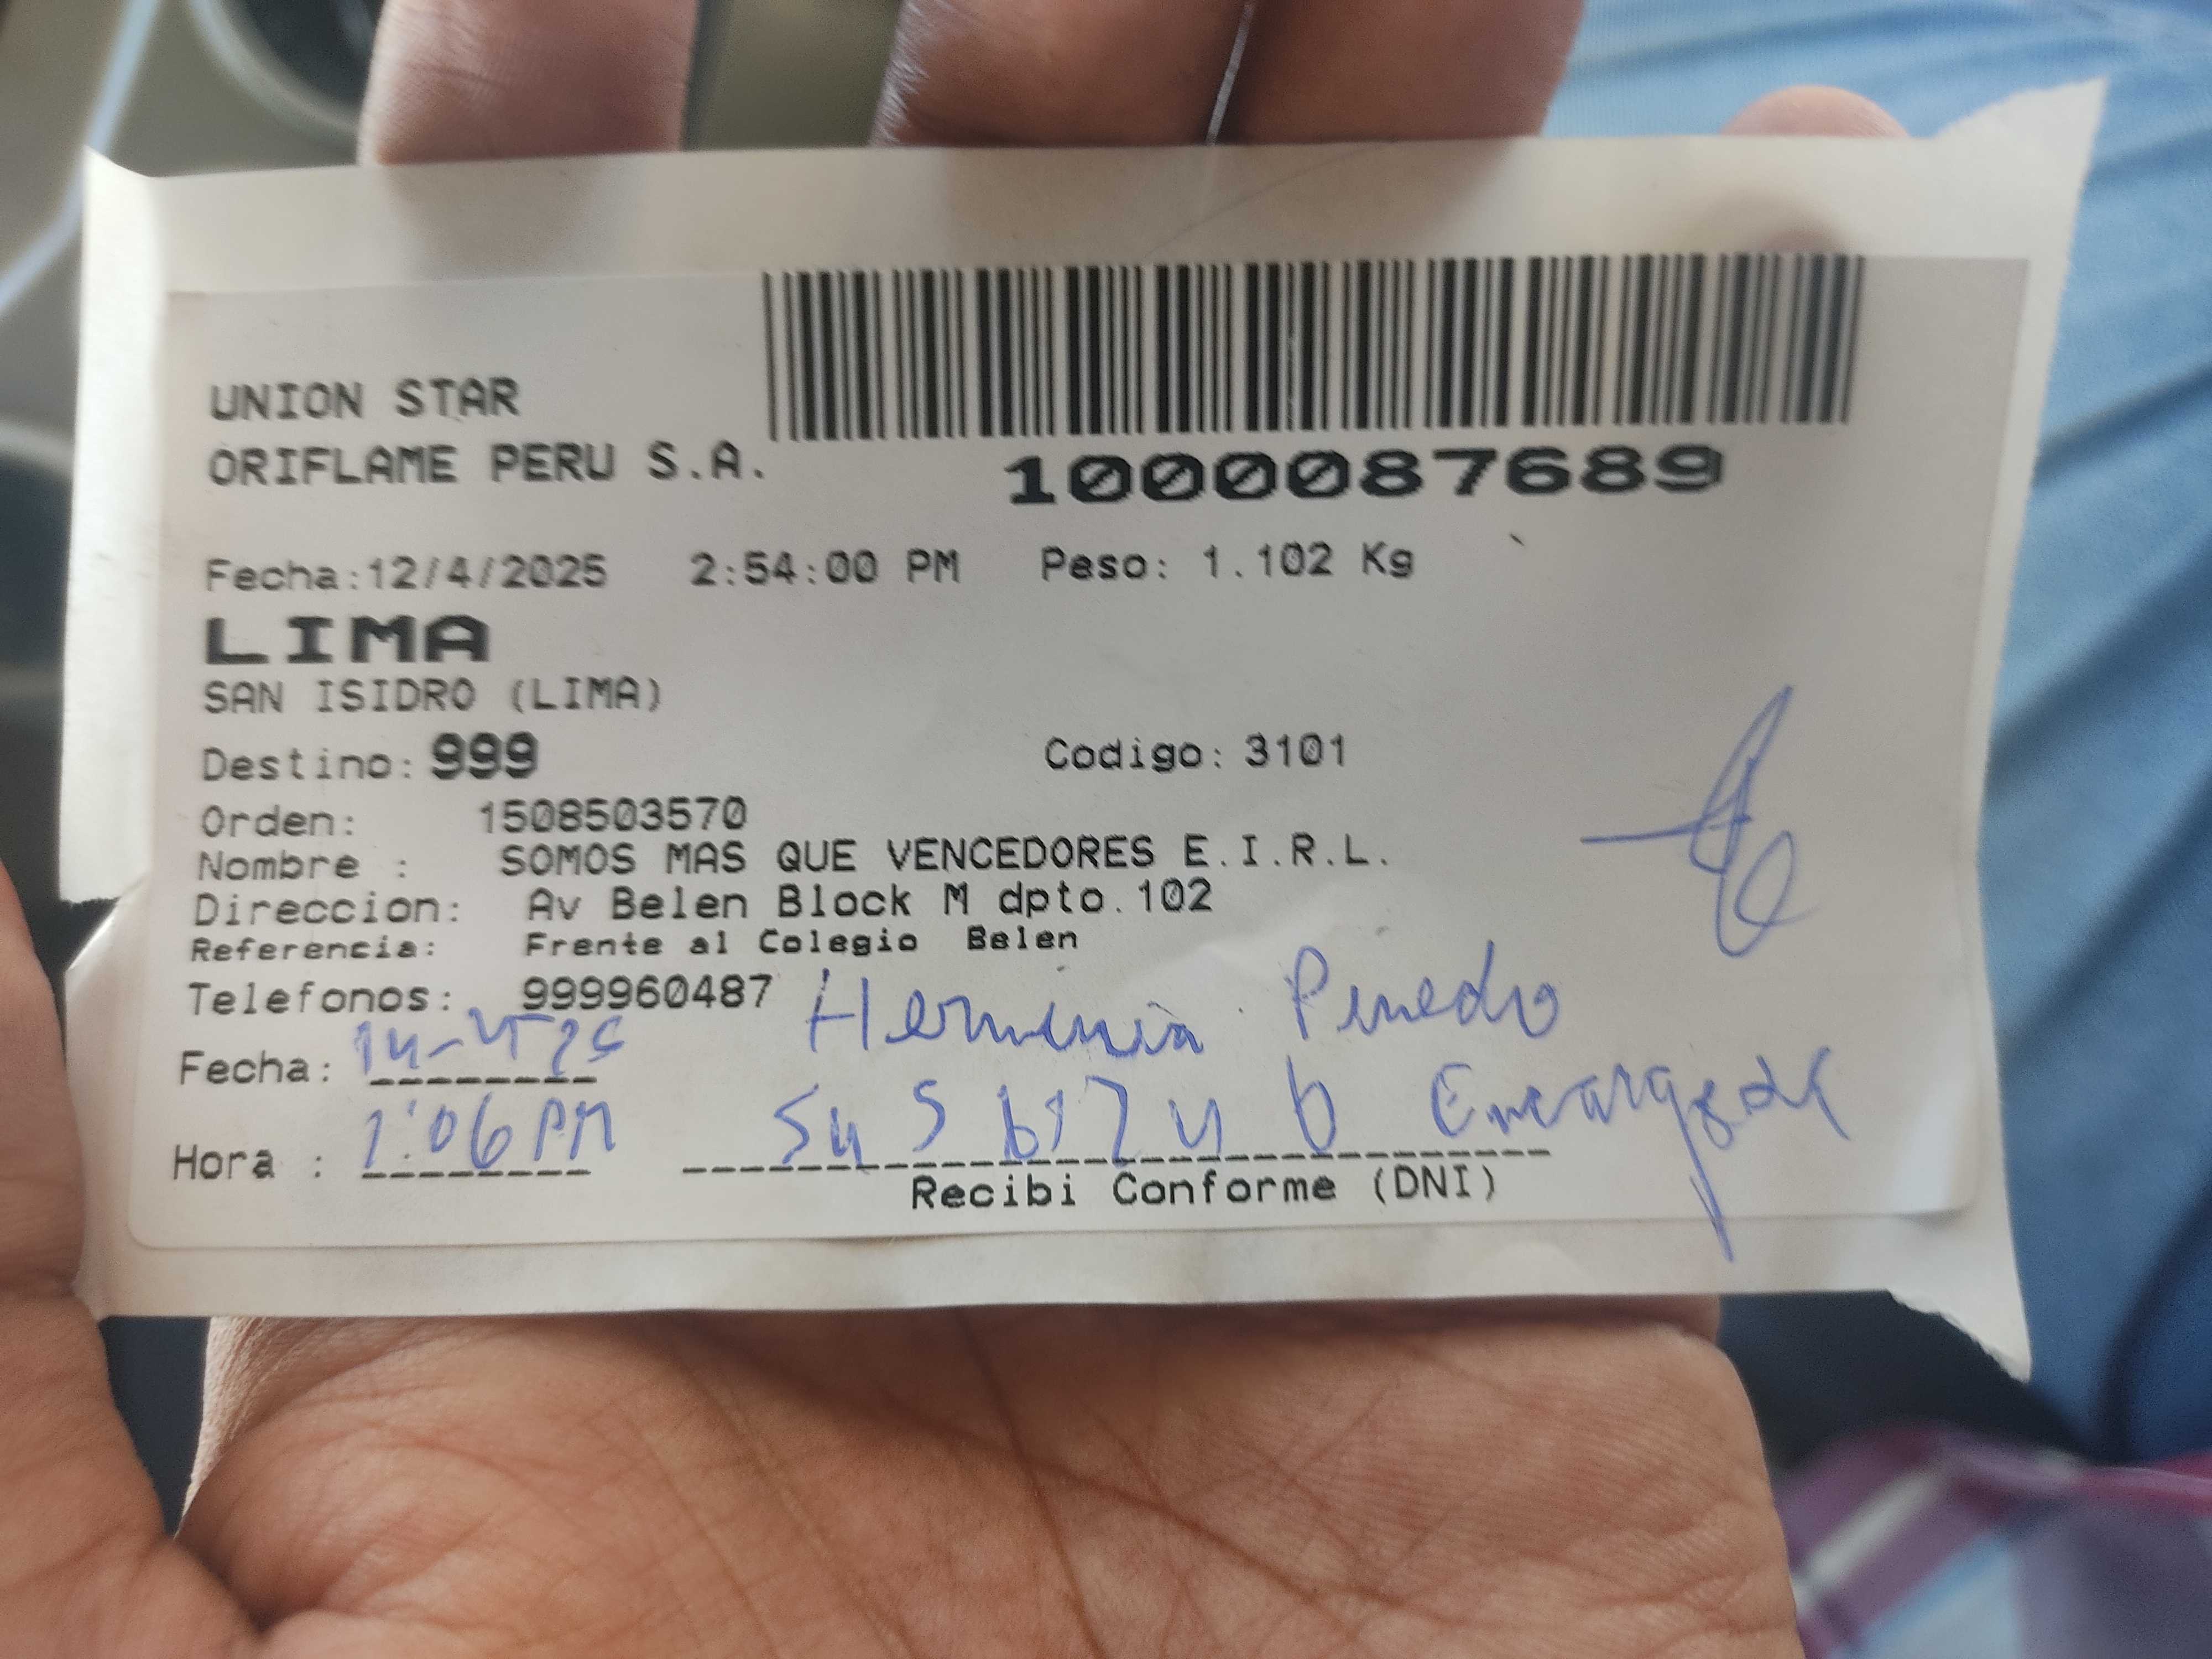 UNION STAR
ORIFLAME PERU S.A.
1000087689
Fecha:12/4/2025 2:54:00 PM Peso: 1.102 Kg
LIMA
SAN ISIDRO (LIMA)
Destino: 999 Codigo: 3101
Orden: 1508503570
Nombre : SOMOS MAS QUE VENCEDORES E.I.R.L.
Direccion: Av Belen Block M dpto.102
Referencia: Frente al Colegio Belen
Telefonos: 999960487 Herminia Pinedo
Fecha: 14-4-25
Hora : 1:06 PM Encargada
Recibi Conforme (DNI)